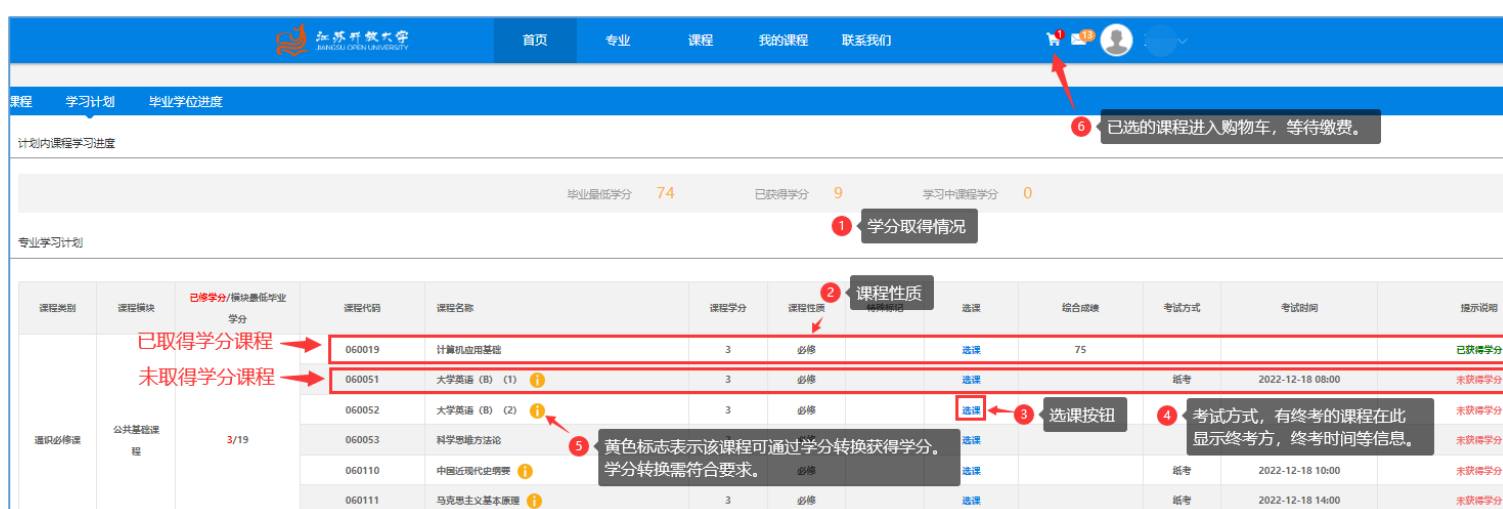 江苏开放大学
JIANGSU OPEN UNIVERSITY
首页 专业 课程 我的课程 联系我们 1 13
课程 学习计划 毕业学位进度
6 已选的课程进入购物车，等待缴费。
计划内课程学习进度
毕业最低学分 74 已获得学分 9 学习中课程学分 0
1 学分取得情况
专业学习计划
2 课程性质
课程类别 课程模块 已修学分/模块最低毕业学分 课程代码 课程名称 课程学分 课程性质 特殊标记 选课 综合成绩 考试方式 考试时间 提示说明
已取得学分课程 060019 计算机应用基础 3 必修 选课 75 已获得学分
未取得学分课程 060051 大学英语（B）（1） 3 必修 选课 纸考 2022-12-18 08:00 未获得学分
060052 大学英语（B）（2） 3 必修 选课 未获得学分
3 选课按钮
4 考试方式，有终考的课程在此
显示终考方，终考时间等信息。
通识必修课 公共基础课程 3/19 060053 科学思维方法论 选课 未获得学分
5 黄色标志表示该课程可通过学分转换获得学分。
学分转换需符合要求。
060110 中国近现代史纲要 必修 选课 纸考 2022-12-18 10:00 未获得学分
060111 马克思主义基本原理 3 必修 选课 纸考 2022-12-18 14:00 未获得学分